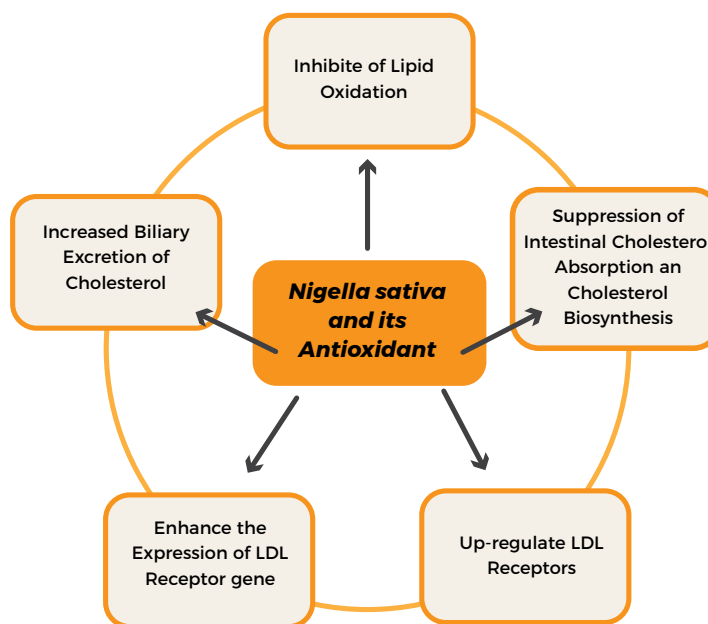 Inhibite of Lipid
Oxidation
Increased Biliary
Excretion of
Cholesterol
Nigella sativa
and its
Antioxidant
Suppression of
Intestinal Cholestero
Absorption an
Cholesterol
Biosynthesis
Enhance the
Expression of LDL
Receptor gene
Up-regulate LDL
Receptors